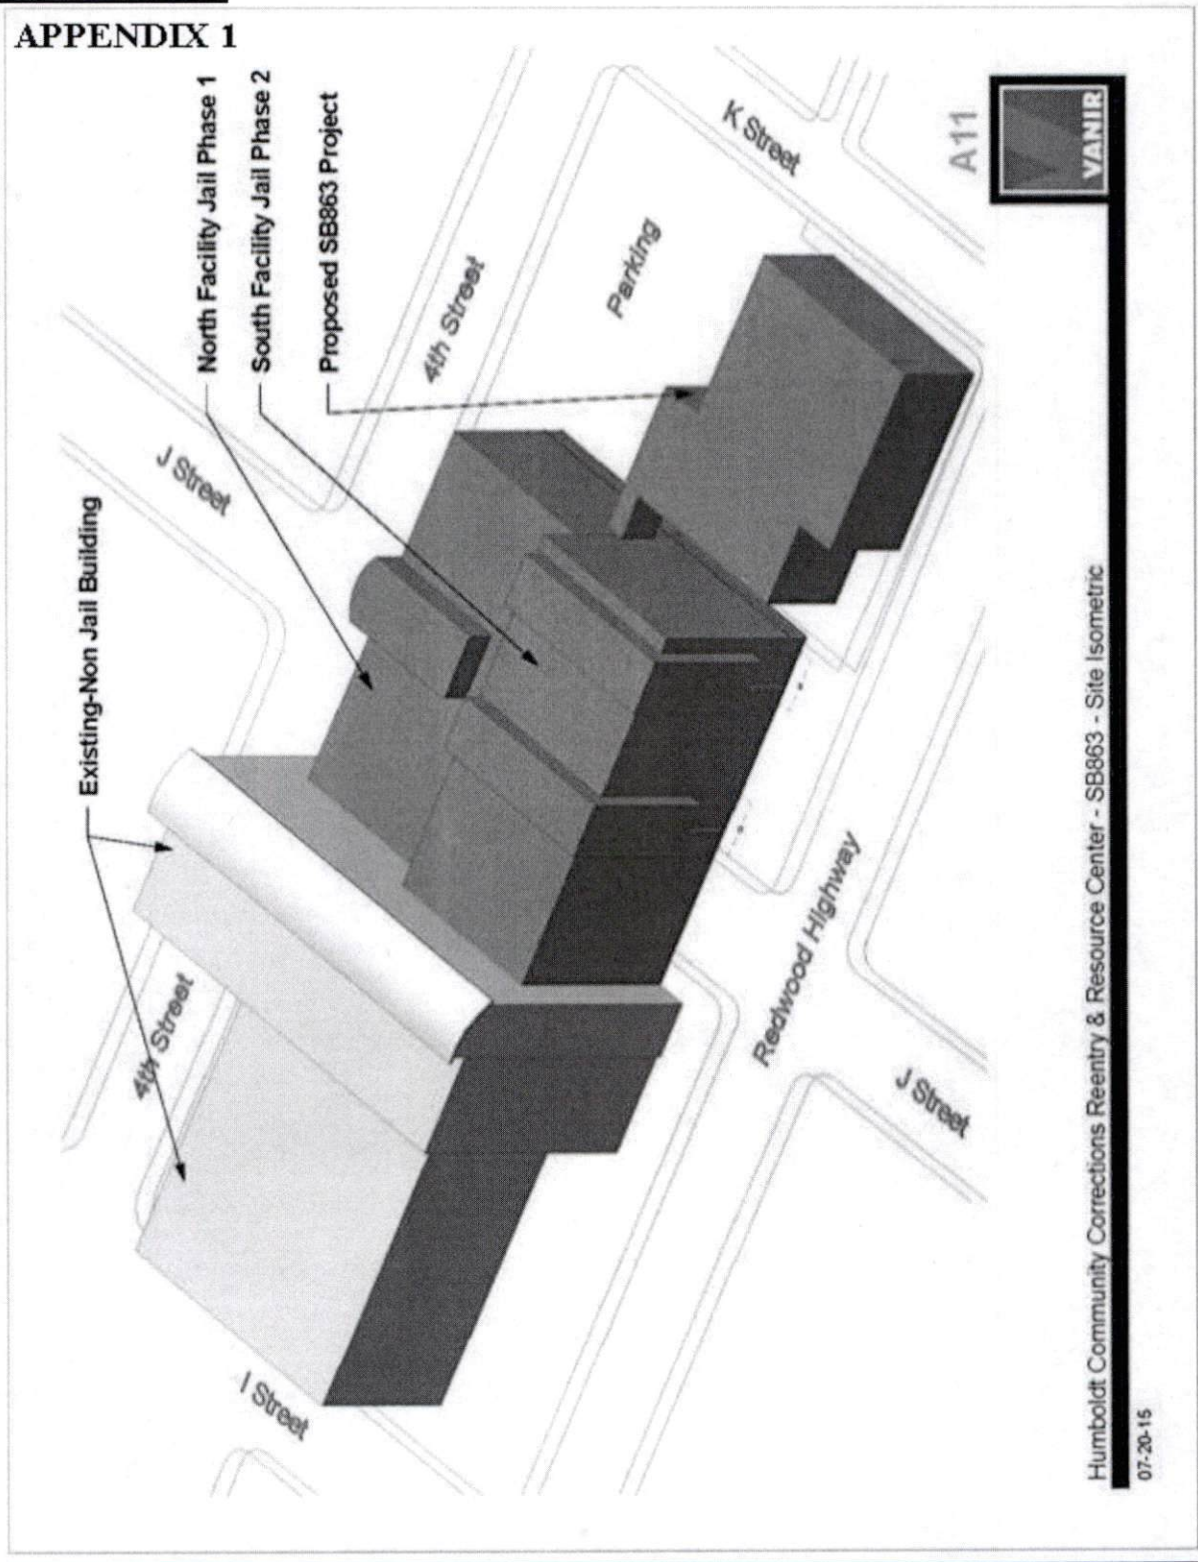 APPENDIX 1
Existing-Non Jail Building
North Facility Jail Phase 1
South Facility Jail Phase 2
Proposed SB863 Project
J Street
4th Street
K Street
Parking
4th Street
I Street
Redwood Highway
J Street
A11
VANIR
Humboldt Community Corrections Reentry & Resource Center - SB863 - Site Isometric
07-20-15